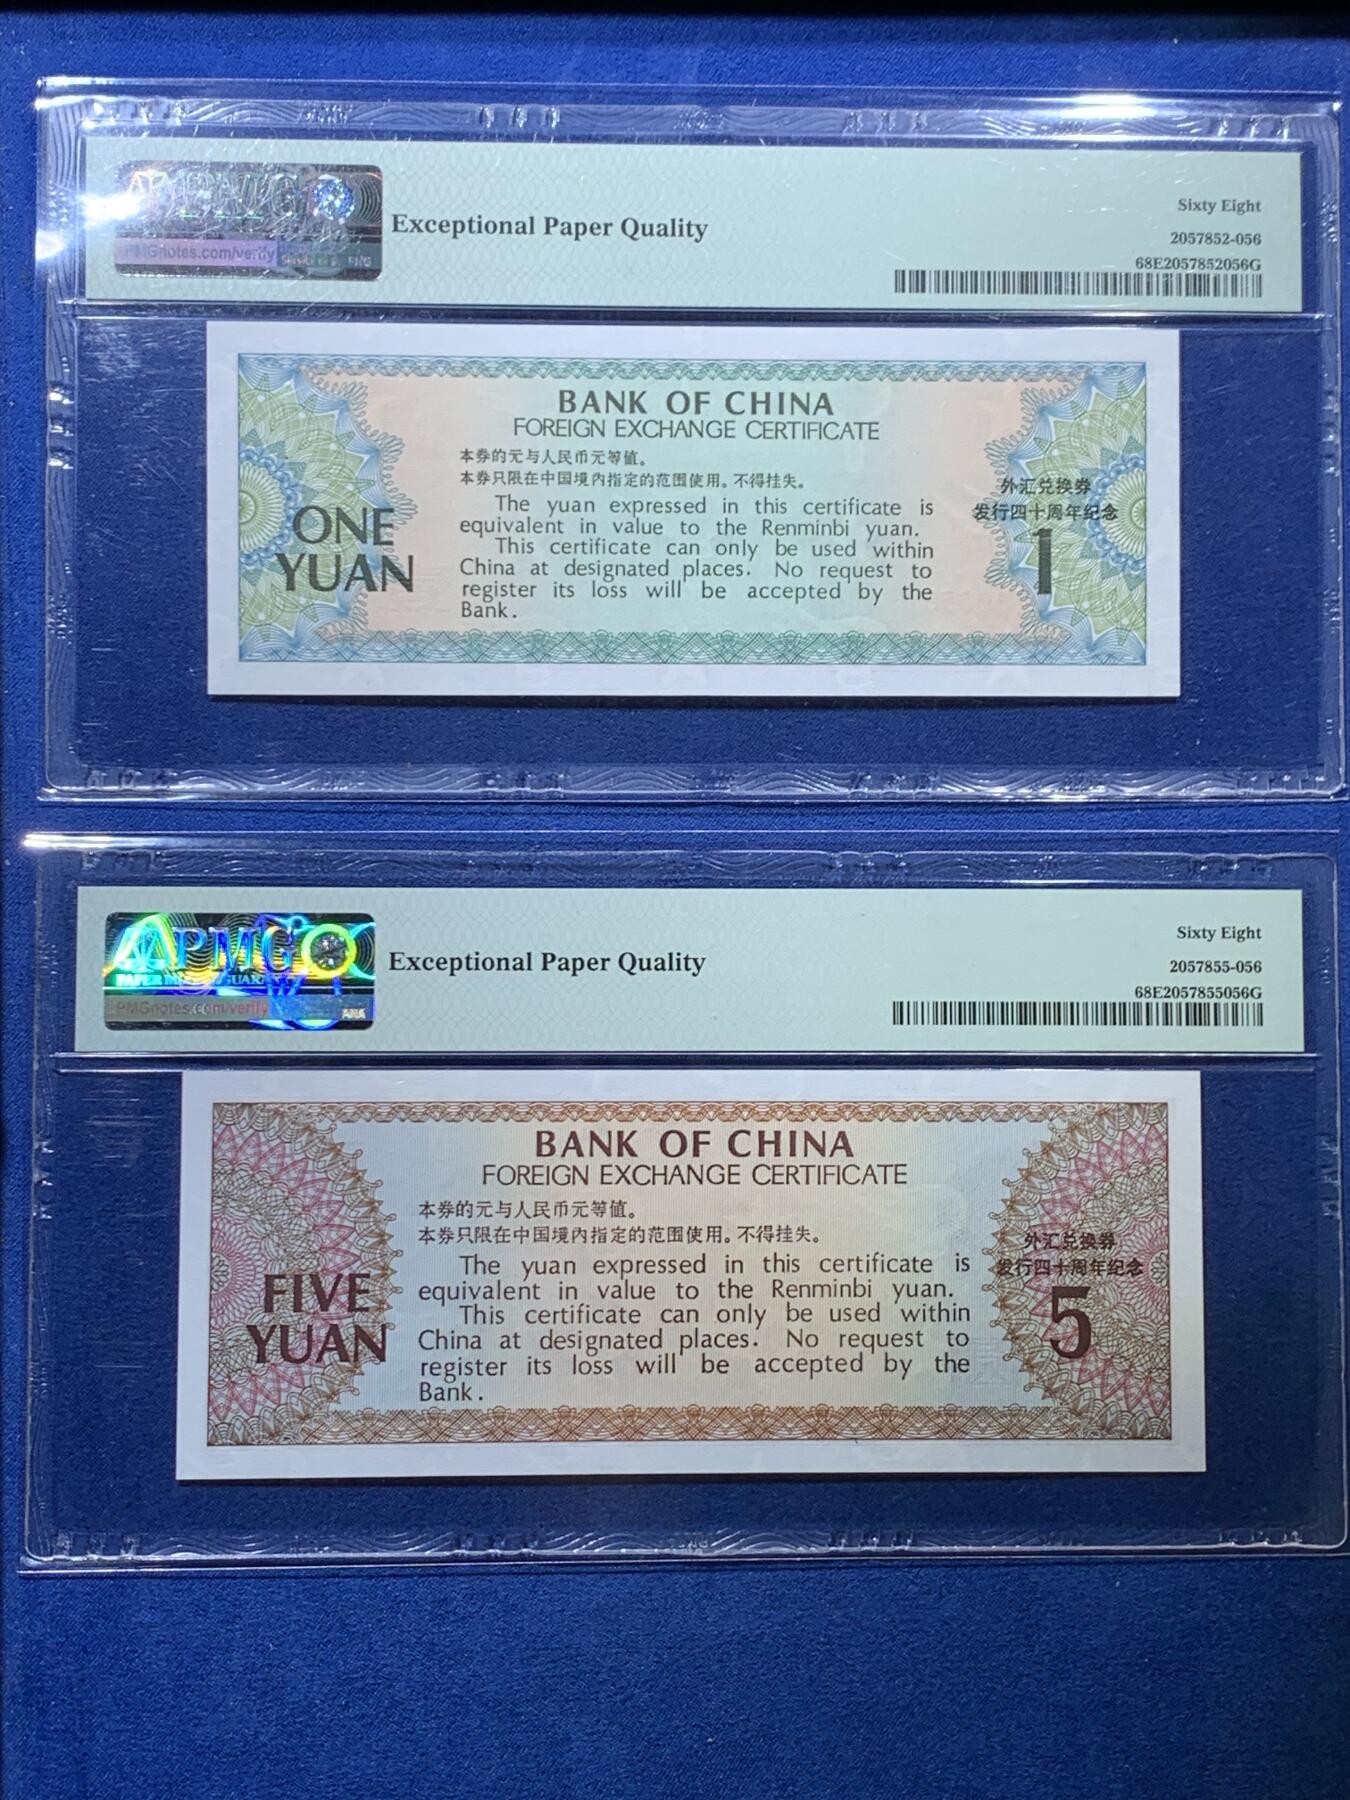 PMG
PMGnotes.com/verify
Exceptional Paper Quality
Sixty Eight
2057852-056
68E2057852056G
BANK OF CHINA
FOREIGN EXCHANGE CERTIFICATE
本券的元与人民币元等值。
本券只限在中国境内指定的范围使用。不得挂失。
The yuan expressed in this certificate is
equivalent in value to the Renminbi yuan.
This certificate can only be used within
China at designated places. No request to
register its loss will be accepted by the
Bank.
ONE
YUAN
外汇兑换券
发行四十周年纪念
1
PMG
PMGnotes.com/verify
ANA
Exceptional Paper Quality
Sixty Eight
2057855-056
68E2057855056G
BANK OF CHINA
FOREIGN EXCHANGE CERTIFICATE
本券的元与人民币元等值。
本券只限在中国境内指定的范围使用。不得挂失。
The yuan expressed in this certificate is
equivalent in value to the Renminbi yuan.
This certificate can only be used within
China at designated places. No request to
register its loss will be accepted by the
Bank.
FIVE
YUAN
外汇兑换券
发行四十周年纪念
5